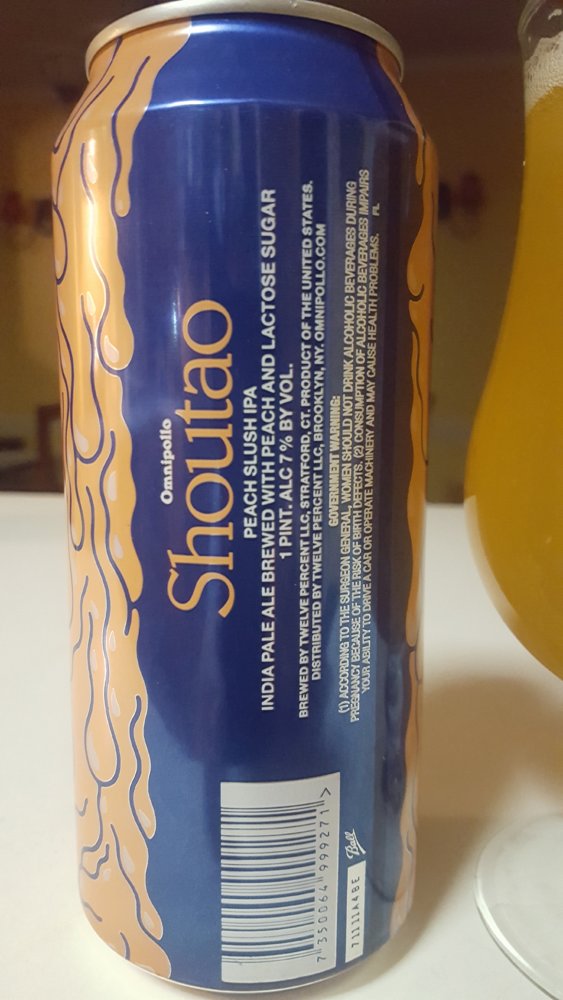 Omnipollo
Shoutao
PEACH SLUSH IPA
INDIA PALE ALE BREWED WITH PEACH AND LACTOSE SUGAR
1 PINT. ALC 7 % BY VOL.
BREWED BY TWELVE PERCENT LLC, STRATFORD, CT. PRODUCT OF THE UNITED STATES.
DISTRIBUTED BY TWELVE PERCENT LLC, BROOKLYN, NY. OMNIPOLLO.COM
GOVERNMENT WARNING:
(1) ACCORDING TO THE SURGEON GENERAL, WOMEN SHOULD NOT DRINK ALCOHOLIC BEVERAGES DURING
PREGNANCY BECAUSE OF THE RISK OF BIRTH DEFECTS. (2) CONSUMPTION OF ALCOHOLIC BEVERAGES IMPAIRS
YOUR ABILITY TO DRIVE A CAR OR OPERATE MACHINERY AND MAY CAUSE HEALTH PROBLEMS. FL
7 350064 999271 >
71111AABE Ball